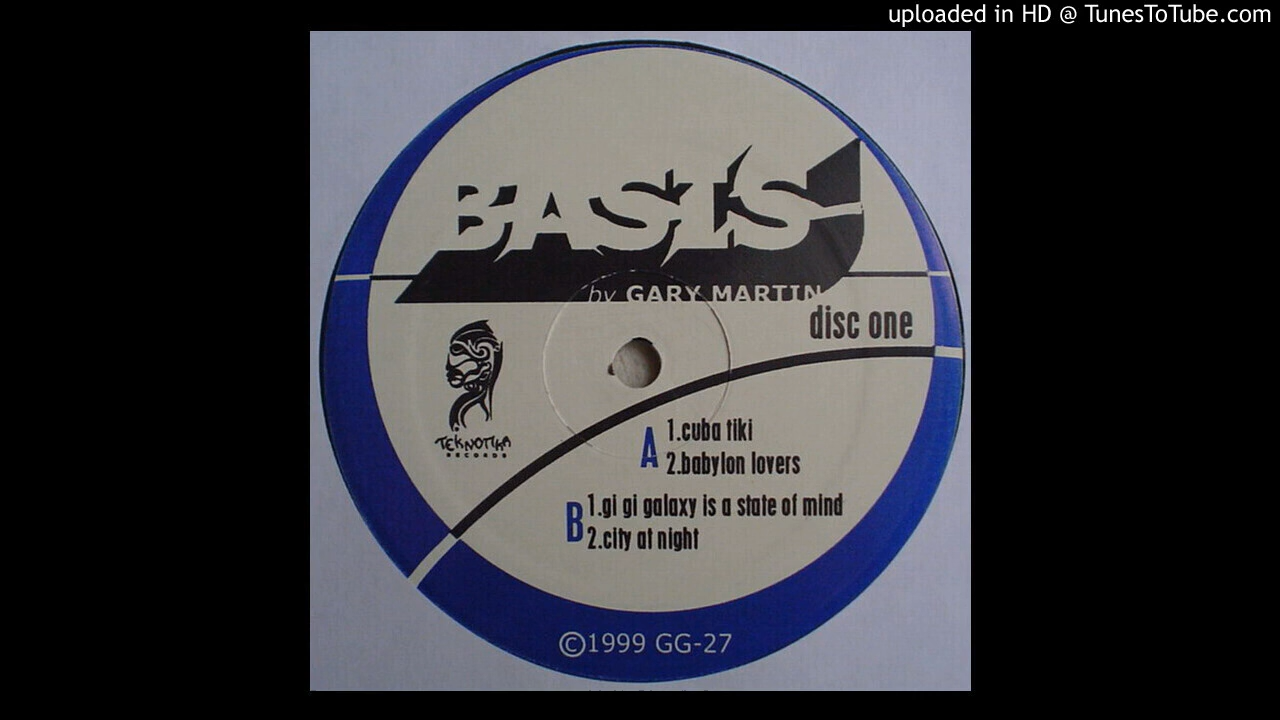 uploaded in HD @ TunesToTube.com
BASIS
by GARY MARTIN
disc one
TEKNOTIKA
RECORDS
A
1.cuba tiki
2.babylon lovers
B
1.gi gi galaxy is a state of mind
2.city at night
©1999 GG-27